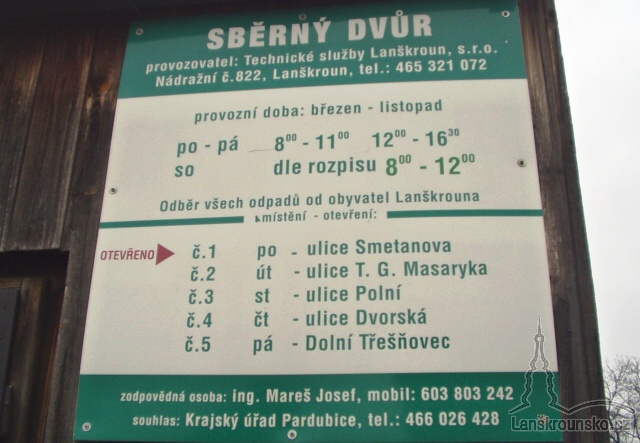 SBĚRNÝ DVŮR
provozovatel: Technické služby Lanškroun, s.r.o.
Nádražní č.822, Lanškroun, tel.: 465 321 072
provozní doba: březen - listopad
po - pá 8⁰⁰ - 11⁰⁰ 12⁰⁰ - 16³⁰
so dle rozpisu 8⁰⁰ - 12⁰⁰
Odběr všech odpadů od obyvatel Lanškrouna
místění - otevření:
OTEVŘENO č.1 po - ulice Smetanova
č.2 út - ulice T. G. Masaryka
č.3 st - ulice Polní
č.4 čt - ulice Dvorská
č.5 pá - Dolní Třešňovec
zodpovědná osoba: ing. Mareš Josef, mobil: 603 803 242
souhlas: Krajský úřad Pardubice, tel.: 466 026 428
Lanškrounsko.cz